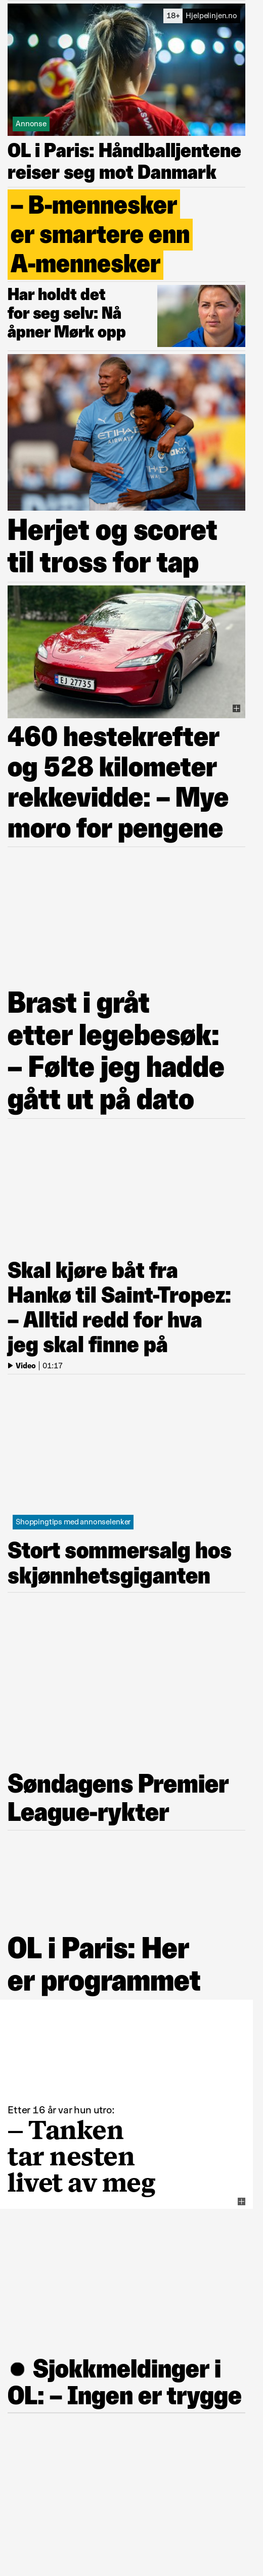 18+ Hjelpelinjen.no
Annonse
OL i Paris: Håndballjentene
reiser seg mot Danmark
– B-mennesker
er smartere enn
A-mennesker
Har holdt det
for seg selv: Nå
åpner Mørk opp
ETIHAD
Herjet og scoret
til tross for tap
EJ 27735
460 hestekrefter
og 528 kilometer
rekkevidde: – Mye
moro for pengene
Brast i gråt
etter legebesøk:
– Følte jeg hadde
gått ut på dato
Skal kjøre båt fra
Hankø til Saint-Tropez:
– Alltid redd for hva
jeg skal finne på
Video | 01:17
Shoppingtips med annonselenker
Stort sommersalg hos
skjønnhetsgiganten
Søndagens Premier
League-rykter
OL i Paris: Her
er programmet
Etter 16 år var hun utro:
– Tanken
tar nesten
livet av meg
● Sjokkmeldinger i
OL: – Ingen er trygge